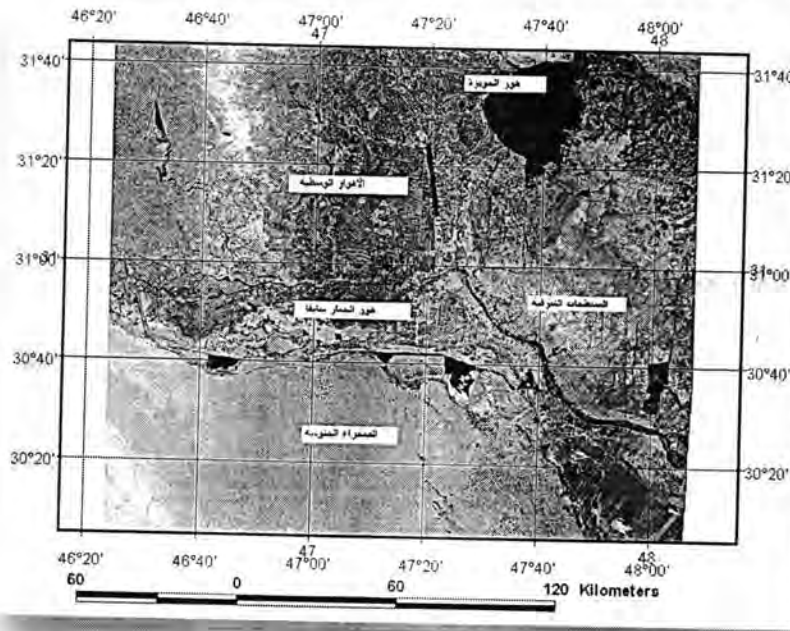 46°20' 46°40' 47°00' 47°20' 47°40' 48°00'
47 48
31°40' 31°40'
هور الحويزة
31°20' 31°20'
الأهوار الوسطية
31°00' 31°00'
المسطحات الشرقية
هور الحمار سابقا
30°40' 30°40'
الصحراء الجنوبية
30°20' 30°20'
47 48
46°20' 46°40' 47°00' 47°20' 47°40' 48°00'
60 0 60 120 Kilometers